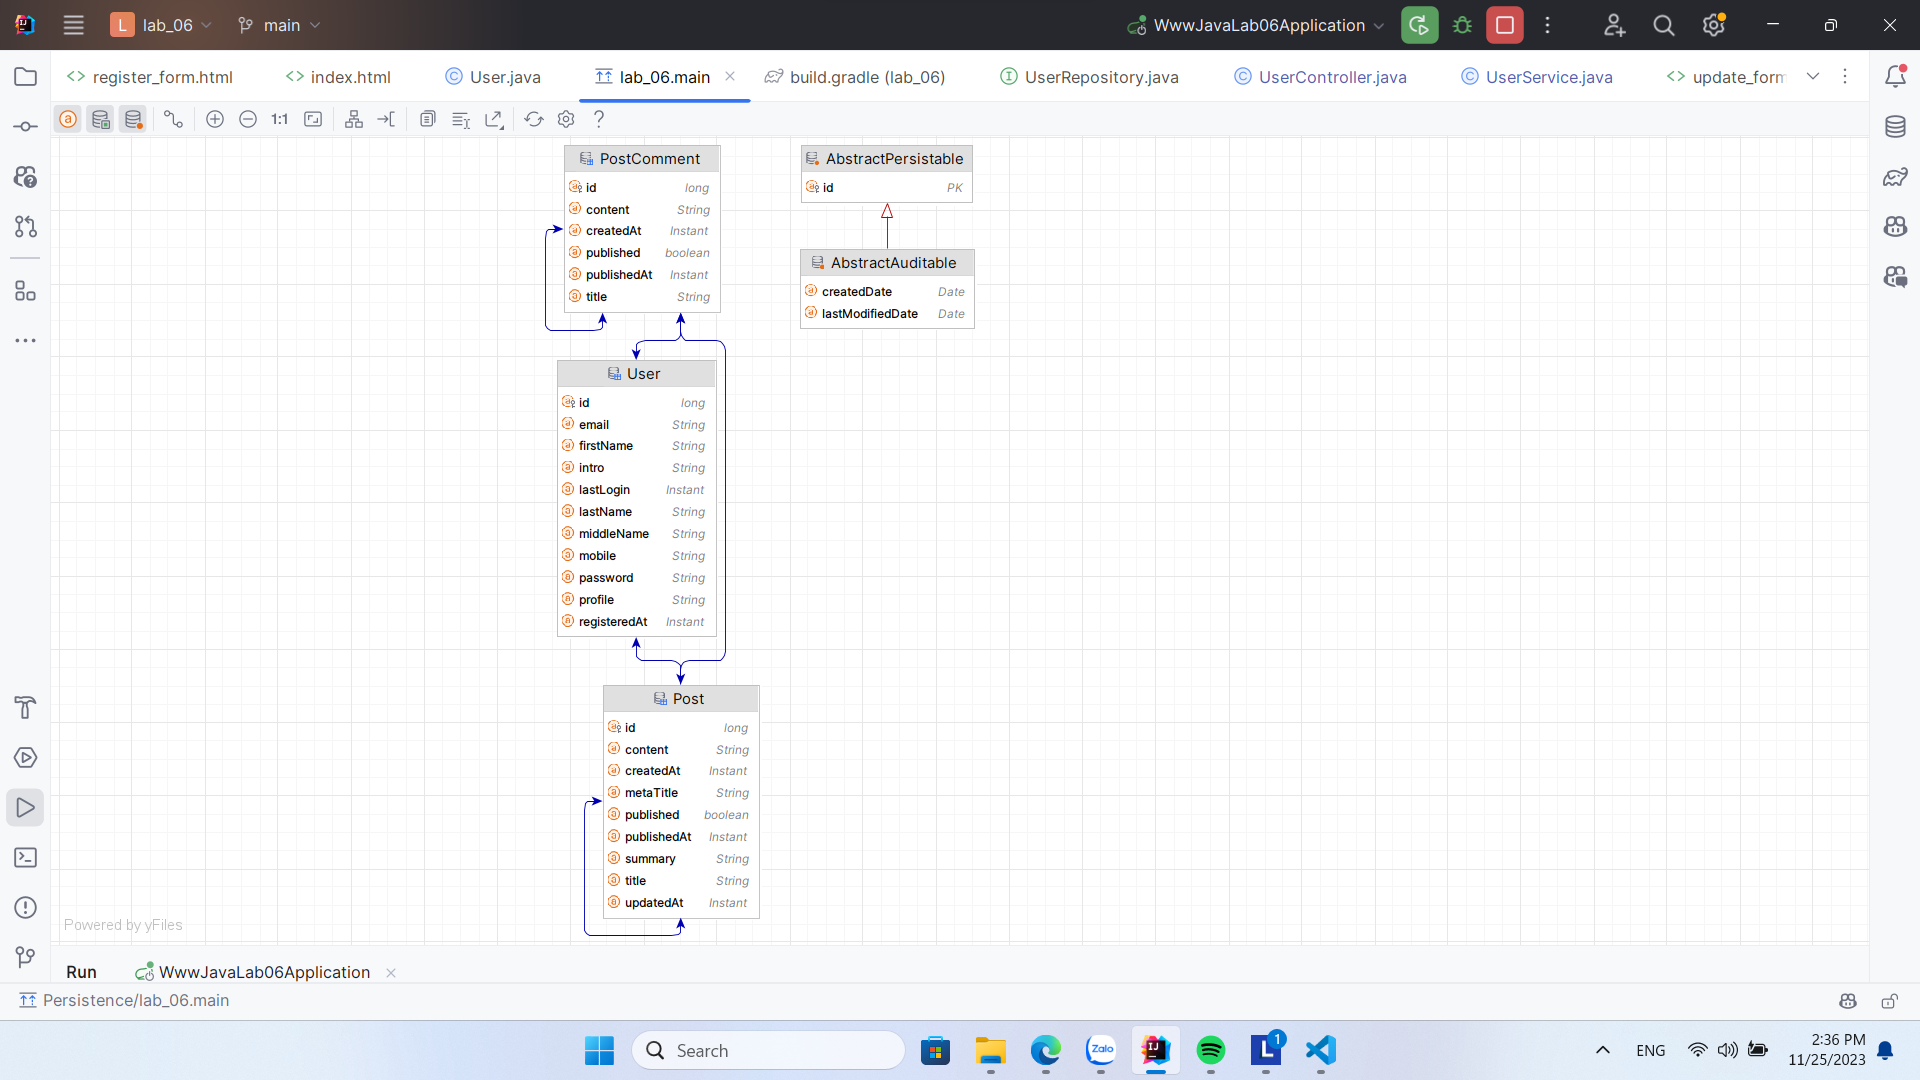 L lab_06 main WwwJavaLab06Application
register_form.html index.html User.java lab_06.main build.gradle (lab_06) UserRepository.java UserController.java UserService.java update_form
1:1
PostComment
id long
content String
createdAt Instant
published boolean
publishedAt Instant
title String
AbstractPersistable
id PK
AbstractAuditable
createdDate Date
lastModifiedDate Date
User
id long
email String
firstName String
intro String
lastLogin Instant
lastName String
middleName String
mobile String
password String
profile String
registeredAt Instant
Post
id long
content String
createdAt Instant
metaTitle String
published boolean
publishedAt Instant
summary String
title String
updatedAt Instant
Powered by yFiles
Run WwwJavaLab06Application
Persistence/lab_06.main
Search
Zalo
L 1
ENG
2:36 PM
11/25/2023